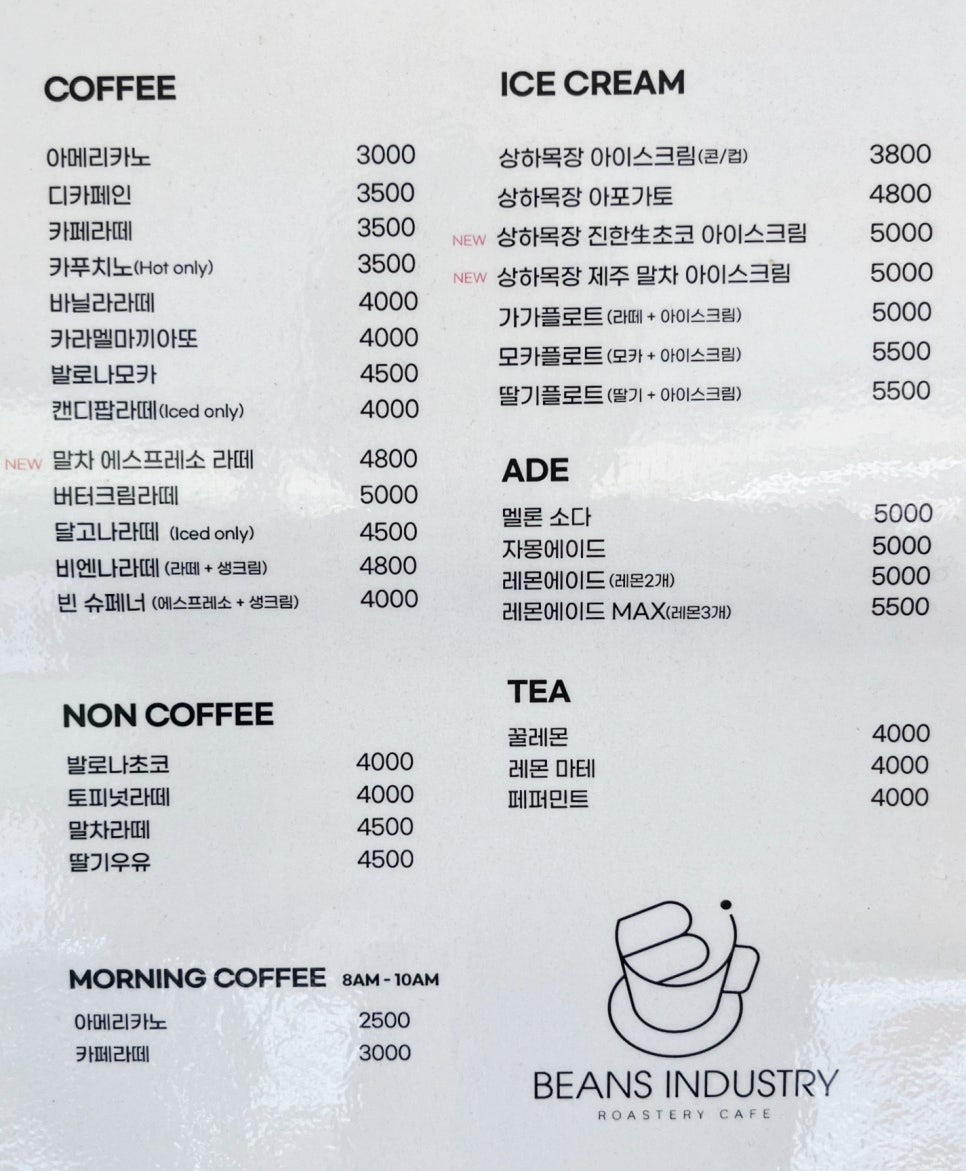 COFFEE
아메리카노 3000
디카페인 3500
카페라떼 3500
카푸치노(Hot only) 3500
바닐라라떼 4000
카라멜마끼아또 4000
발로나모카 4500
캔디팝라떼(Iced only) 4000
NEW 말차 에스프레소 라떼 4800
버터크림라떼 5000
달고나라떼 (Iced only) 4500
비엔나라떼 (라떼 + 생크림) 4800
빈 슈페너 (에스프레소 + 생크림) 4000
NON COFFEE
발로나초코 4000
토피넛라떼 4000
말차라떼 4500
딸기우유 4500
MORNING COFFEE 8AM - 10AM
아메리카노 2500
카페라떼 3000
ICE CREAM
상하목장 아이스크림(콘/컵) 3800
상하목장 아포가토 4800
NEW 상하목장 진한生초코 아이스크림 5000
NEW 상하목장 제주 말차 아이스크림 5000
가가플로트 (라떼 + 아이스크림) 5000
모카플로트 (모카 + 아이스크림) 5500
딸기플로트 (딸기 + 아이스크림) 5500
ADE
멜론 소다 5000
자몽에이드 5000
레몬에이드 (레몬2개) 5000
레몬에이드 MAX(레몬3개) 5500
TEA
꿀레몬 4000
레몬 마테 4000
페퍼민트 4000
BEANS INDUSTRY
ROASTERY CAFE